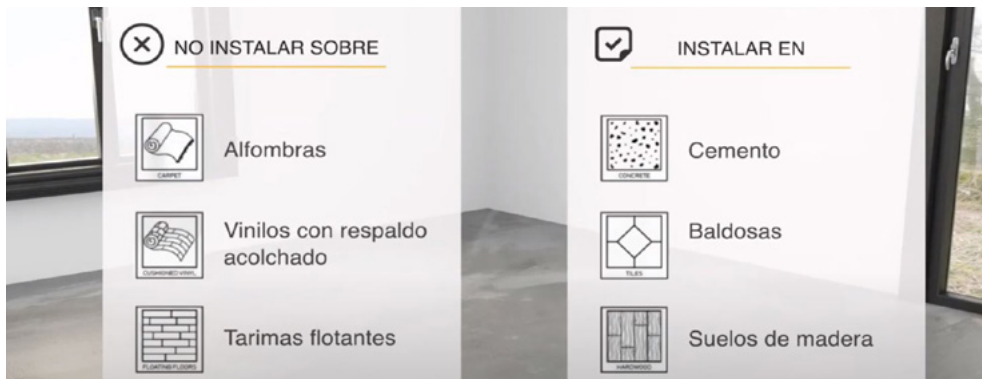 NO INSTALAR SOBRE
CARPET
Alfombras
CUSHIONED VINYL
Vinilos con respaldo
acolchado
FLOATING FLOORS
Tarimas flotantes
INSTALAR EN
CONCRETE
Cemento
TILES
Baldosas
HARDWOOD
Suelos de madera